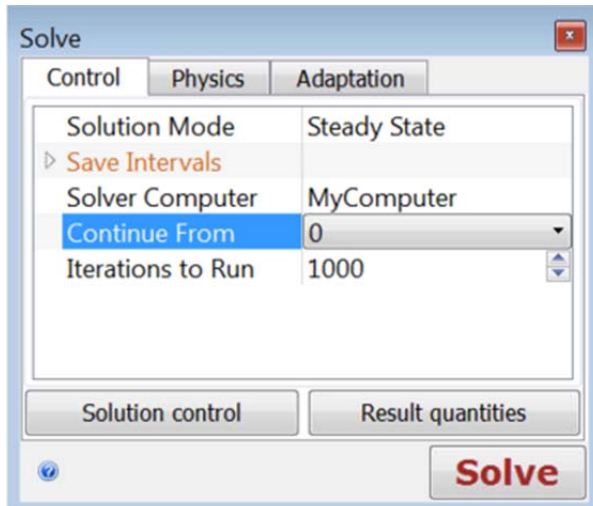 Solve
Control Physics Adaptation
Solution Mode Steady State
Save Intervals
Solver Computer MyComputer
Continue From 0
Iterations to Run 1000
Solution control Result quantities
Solve